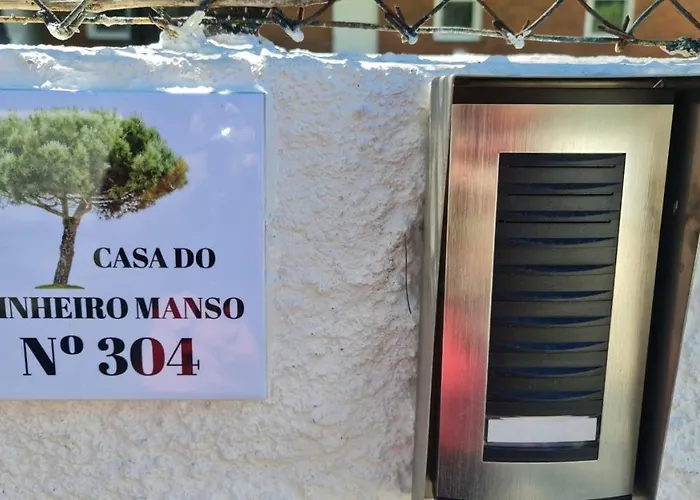 CASA DO
INHEIRO MANSO
Nº 304